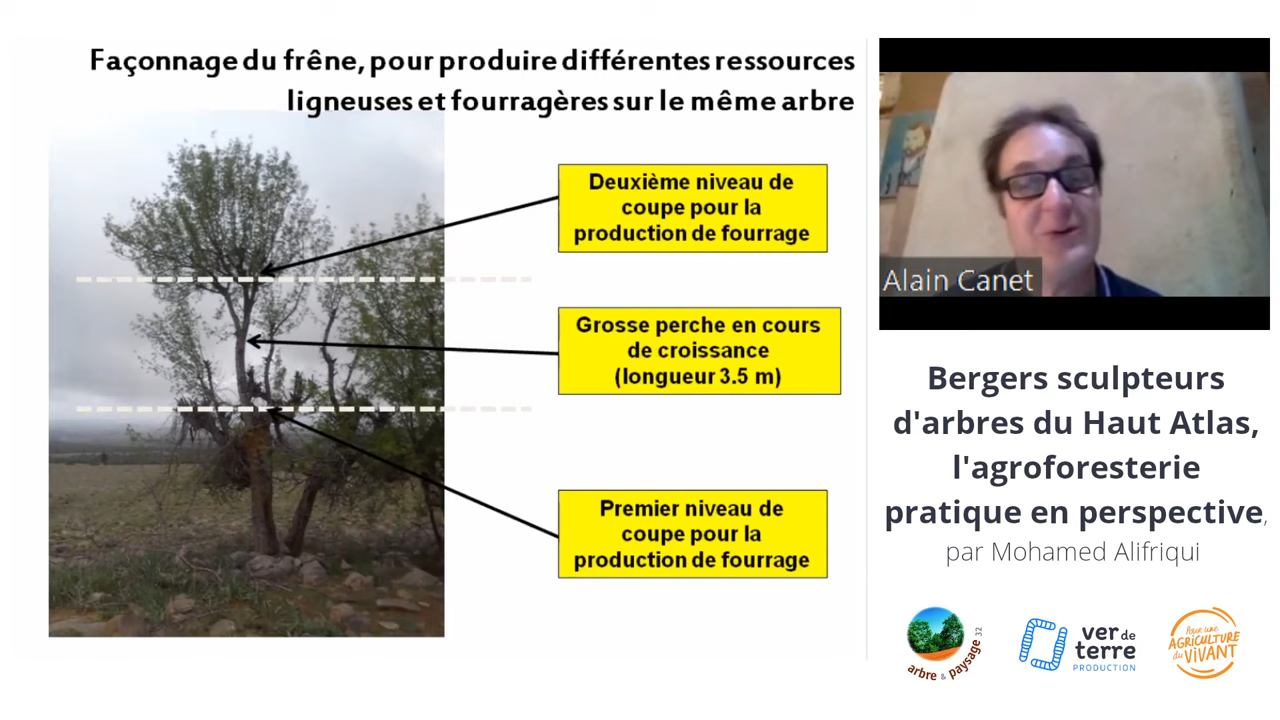 Façonnage du frêne, pour produire différentes ressources
ligneuses et fourragères sur le même arbre
Deuxième niveau de
coupe pour la
production de fourrage
Grosse perche en cours
de croissance
(longueur 3.5 m)
Premier niveau de
coupe pour la
production de fourrage
Alain Canet
Bergers sculpteurs
d'arbres du Haut Atlas,
l'agroforesterie
pratique en perspective,
par Mohamed Alifriqui
arbre & paysage 32
ver de
terre
PRODUCTION
Pour une
AGRICULTURE
du VIVANT